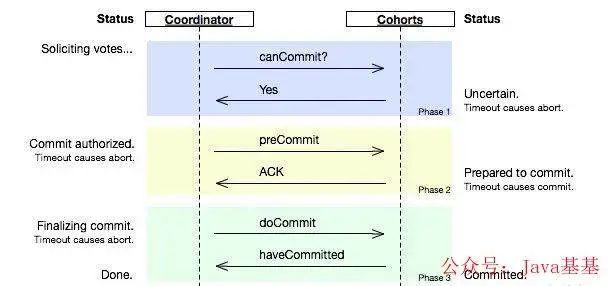 Status Coordinator Cohorts Status
Soliciting votes...
canCommit?
Yes
Uncertain.
Timeout causes abort.
Phase 1
Commit authorized.
Timeout causes abort.
preCommit
ACK
Prepared to commit.
Timeout causes commit.
Phase 2
Finalizing commit.
Timeout causes abort.
doCommit
haveCommitted
公众号：Java基基
Done.
Phase 3
Committed.